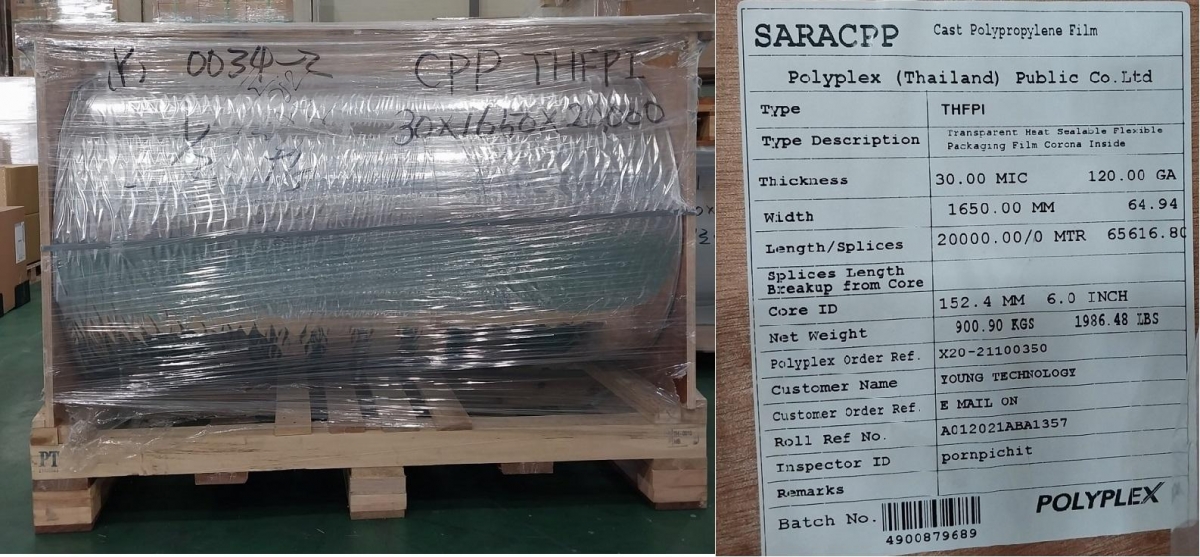 0034-2
CPP THFPI
30x1650x20000
PT
SARACPP Cast Polypropylene Film
Polyplex (Thailand) Public Co.Ltd
Type THFPI
Type Description Transparent Heat Sealable Flexible
Packaging Film Corona Inside
Thickness 30.00 MIC 120.00 GA
Width 1650.00 MM 64.94
Length/Splices 20000.00/0 MTR 65616.80
Splices Length
Breakup from Core
Core ID 152.4 MM 6.0 INCH
Net Weight 900.90 KGS 1986.48 LBS
Polyplex Order Ref. X20-21100350
Customer Name YOUNG TECHNOLOGY
Customer Order Ref. E MAIL ON
Roll Ref No. A012021ABA1357
Inspector ID pornpichit
Remarks
Batch No. 4900879689
POLYPLEX